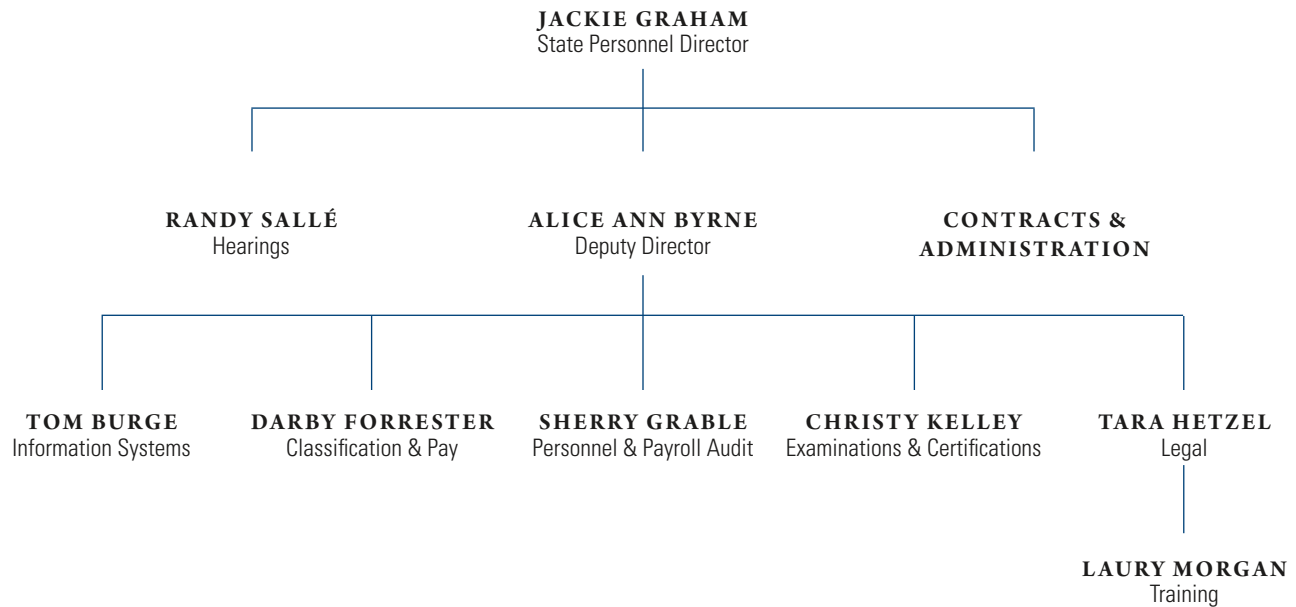 JACKIE GRAHAM
State Personnel Director
RANDY SALLÉ
Hearings
ALICE ANN BYRNE
Deputy Director
CONTRACTS &
ADMINISTRATION
TOM BURGE
Information Systems
DARBY FORRESTER
Classification & Pay
SHERRY GRABLE
Personnel & Payroll Audit
CHRISTY KELLEY
Examinations & Certifications
TARA HETZEL
Legal
LAURY MORGAN
Training